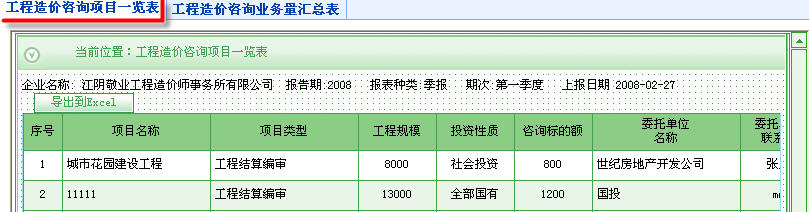 工程造价咨询项目一览表 工程造价咨询业务量汇总表
当前位置：工程造价咨询项目一览表
企业名称: 江阴敬业工程造价师事务所有限公司 报告期:2008 报表种类:季报 期次:第一季度 上报日期 2008-02-27
导出到Excel
序号 项目名称 项目类型 工程规模 投资性质 咨询标的额 委托单位名称 委托 联系
1 城市花园建设工程 工程结算编审 8000 社会投资 800 世纪房地产开发公司 张
2 11111 工程结算编审 13000 全部国有 1200 国投